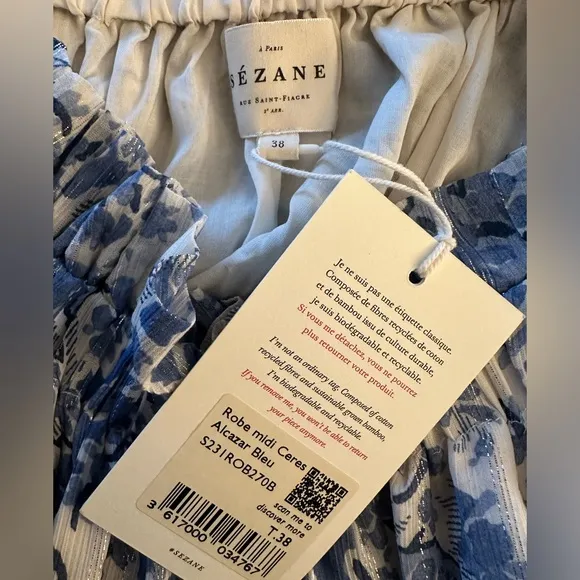 À PARIS
SÉZANE
RUE SAINT-FIACRE
2E ARR.
38
Je ne suis pas une étiquette classique.
Composée de fibres recyclées de coton
et de bambou issu de culture durable,
je suis biodégradable et recyclable.
Si vous me détachez, vous ne pourrez
plus retourner votre produit.
I'm not an ordinary tag. Composed of cotton
recycled fibres and sustainable grown bamboo,
I'm biodegradable and recyclable.
If you remove me, you won't be able to return
your piece anymore.
Robe midi Ceres
Alcazar Bleu
S231ROB270B
scan me to
discover more
T.38
3 617000 034767
#SEZANE